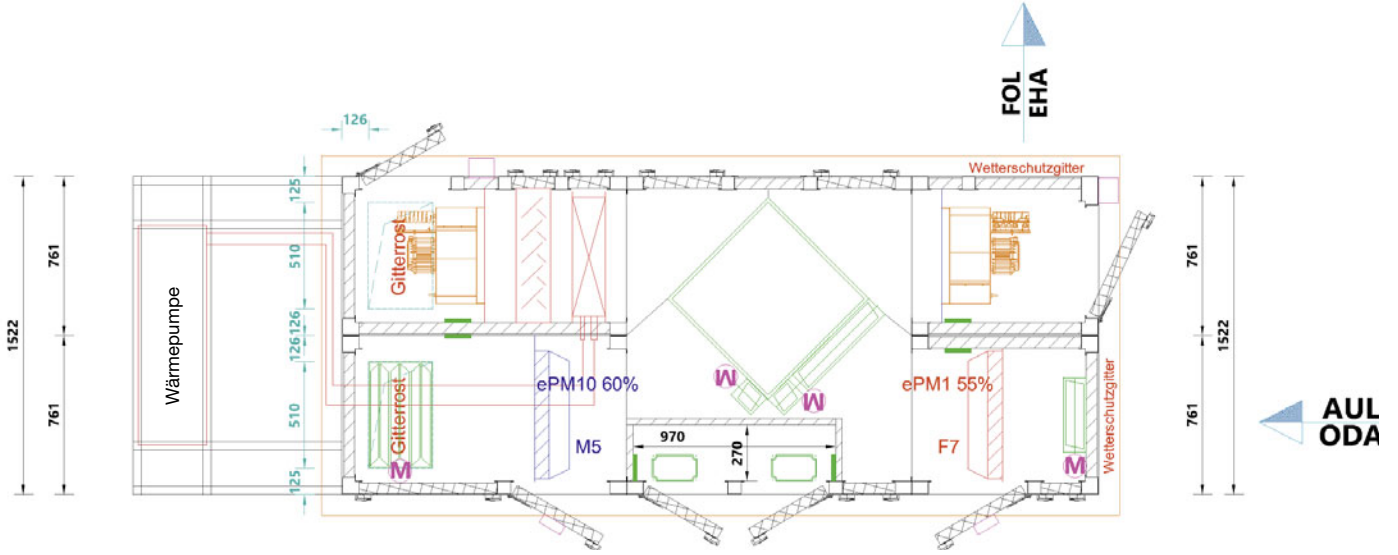 FOL
EHA
126
Wetterschutzgitter
1522
761
761
125
510
126
126
510
125
Wärmepumpe
Gitterrost
Gitterrost
M
ePM10 60%
M5
M
M
970
270
ePM1 55%
F7
M
Wetterschutzgitter
761
761
1522
AUL
ODA